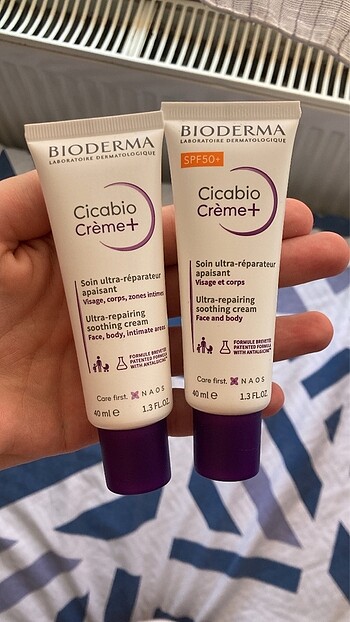 BIODERMA
LABORATOIRE DERMATOLOGIQUE
Cicabio
Crème+
Soin ultra-réparateur
apaisant
Visage, corps, zones intimes
Ultra-repairing
soothing cream
Face, body, intimate areas
FORMULE BREVETÉE
PATENTED FORMULA
WITH ANTALGICINE™
Care first. NAOS
40 ml e 1.3 FL.OZ.
BIODERMA
LABORATOIRE DERMATOLOGIQUE
SPF50+
Cicabio
Crème+
Soin ultra-réparateur
apaisant
Visage et corps
Ultra-repairing
soothing cream
Face and body
FORMULE BREVETÉE
PATENTED FORMULA
WITH ANTALGICINE™
Care first. NAOS
40 ml e 1.3 FL.OZ.